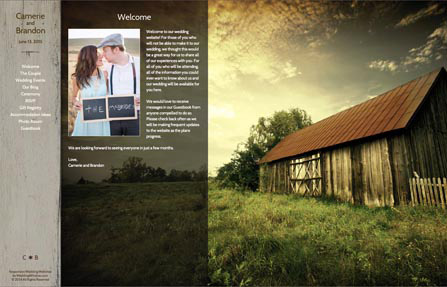 Camerie
and
Brandon
June 13, 2015
Welcome
The Couple
Wedding Events
Our Blog
Ceremony
RSVP
Gift Registry
Accommodation Ideas
Photo Album
Guestbook
C B
Welcome
Welcome to our wedding
website! For those of you who
will not be able to make it to our
wedding, we thought this would
be a great way for us to share all
of our experiences with you. For
all of you who will be attending,
all of the information you could
ever want to know about us and
our wedding will be available for
you here.
We would love to receive
messages in our Guestbook from
anyone compelled to do so.
Please check back often as we
will be making frequent updates
to the website as the plans
progress.
We are looking forward to seeing everyone in just a few months.
Love,
Camerie and Brandon
THE